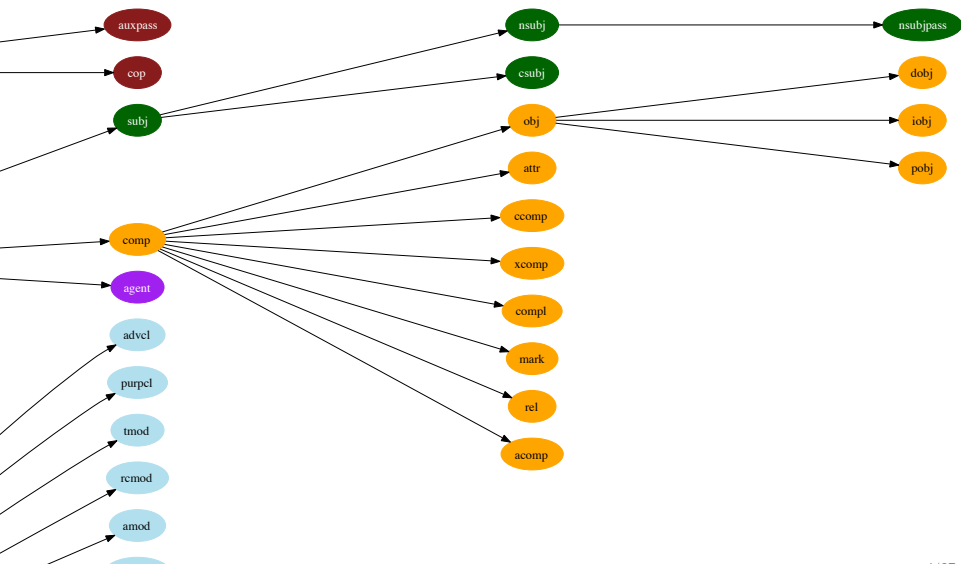 auxpass
nsubj
nsubjpass
cop
csubj
dobj
subj
obj
iobj
attr
pobj
ccomp
comp
xcomp
agent
compl
advcl
mark
purpcl
rel
tmod
acomp
rcmod
amod